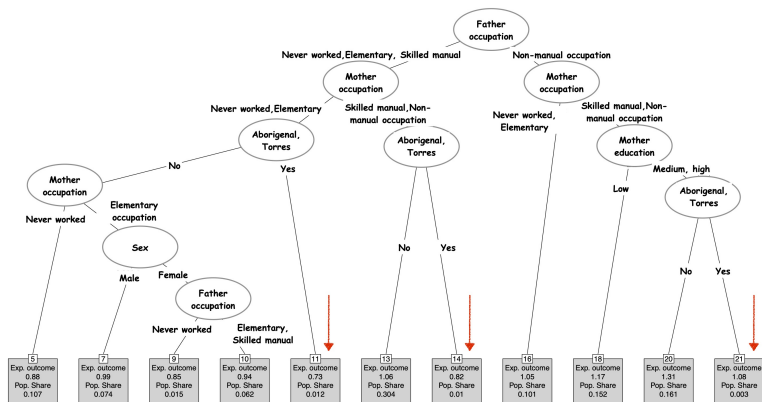 Father
occupation
Never worked,Elementary, Skilled manual
Non-manual occupation
Mother
occupation
Mother
occupation
Never worked,Elementary
Skilled manual,Non-
manual occupation
Never worked,
Elementary
Skilled manual,Non-
manual occupation
Aborigenal,
Torres
Aborigenal,
Torres
Mother
education
No
Yes
Medium, high
Low
Mother
occupation
Aborigenal,
Torres
Never worked
Elementary
occupation
Sex
No
Yes
No
Yes
Male
Female
Father
occupation
Never worked
Elementary,
Skilled manual
5
Exp. outcome
0.88
Pop. Share
0.107
7
Exp. outcome
0.99
Pop. Share
0.074
9
Exp. outcome
0.85
Pop. Share
0.015
10
Exp. outcome
0.94
Pop. Share
0.062
11
Exp. outcome
0.73
Pop. Share
0.012
13
Exp. outcome
1.06
Pop. Share
0.304
14
Exp. outcome
0.82
Pop. Share
0.01
16
Exp. outcome
1.05
Pop. Share
0.101
18
Exp. outcome
1.17
Pop. Share
0.152
20
Exp. outcome
1.31
Pop. Share
0.161
21
Exp. outcome
1.08
Pop. Share
0.003